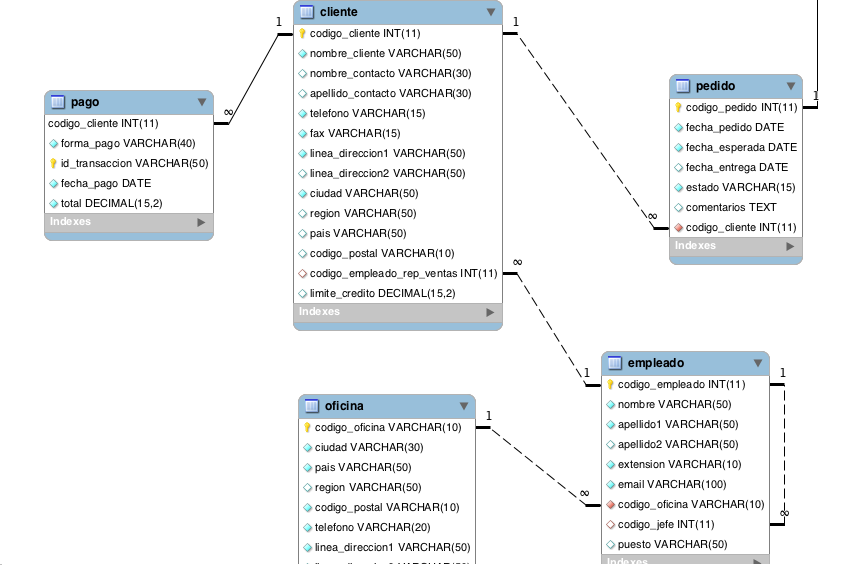 cliente
codigo_cliente INT(11)
nombre_cliente VARCHAR(50)
nombre_contacto VARCHAR(30)
apellido_contacto VARCHAR(30)
telefono VARCHAR(15)
fax VARCHAR(15)
linea_direccion1 VARCHAR(50)
linea_direccion2 VARCHAR(50)
ciudad VARCHAR(50)
region VARCHAR(50)
pais VARCHAR(50)
codigo_postal VARCHAR(10)
codigo_empleado_rep_ventas INT(11)
limite_credito DECIMAL(15,2)
Indexes
1
1
∞
∞
pago
codigo_cliente INT(11)
forma_pago VARCHAR(40)
id_transaccion VARCHAR(50)
fecha_pago DATE
total DECIMAL(15,2)
Indexes
pedido
codigo_pedido INT(11)
fecha_pedido DATE
fecha_esperada DATE
fecha_entrega DATE
estado VARCHAR(15)
comentarios TEXT
codigo_cliente INT(11)
Indexes
1
∞
oficina
codigo_oficina VARCHAR(10)
ciudad VARCHAR(30)
pais VARCHAR(50)
region VARCHAR(50)
codigo_postal VARCHAR(10)
telefono VARCHAR(20)
linea_direccion1 VARCHAR(50)
1
∞
empleado
codigo_empleado INT(11)
nombre VARCHAR(50)
apellido1 VARCHAR(50)
apellido2 VARCHAR(50)
extension VARCHAR(10)
email VARCHAR(100)
codigo_oficina VARCHAR(10)
codigo_jefe INT(11)
puesto VARCHAR(50)
Indexes
1
1
∞